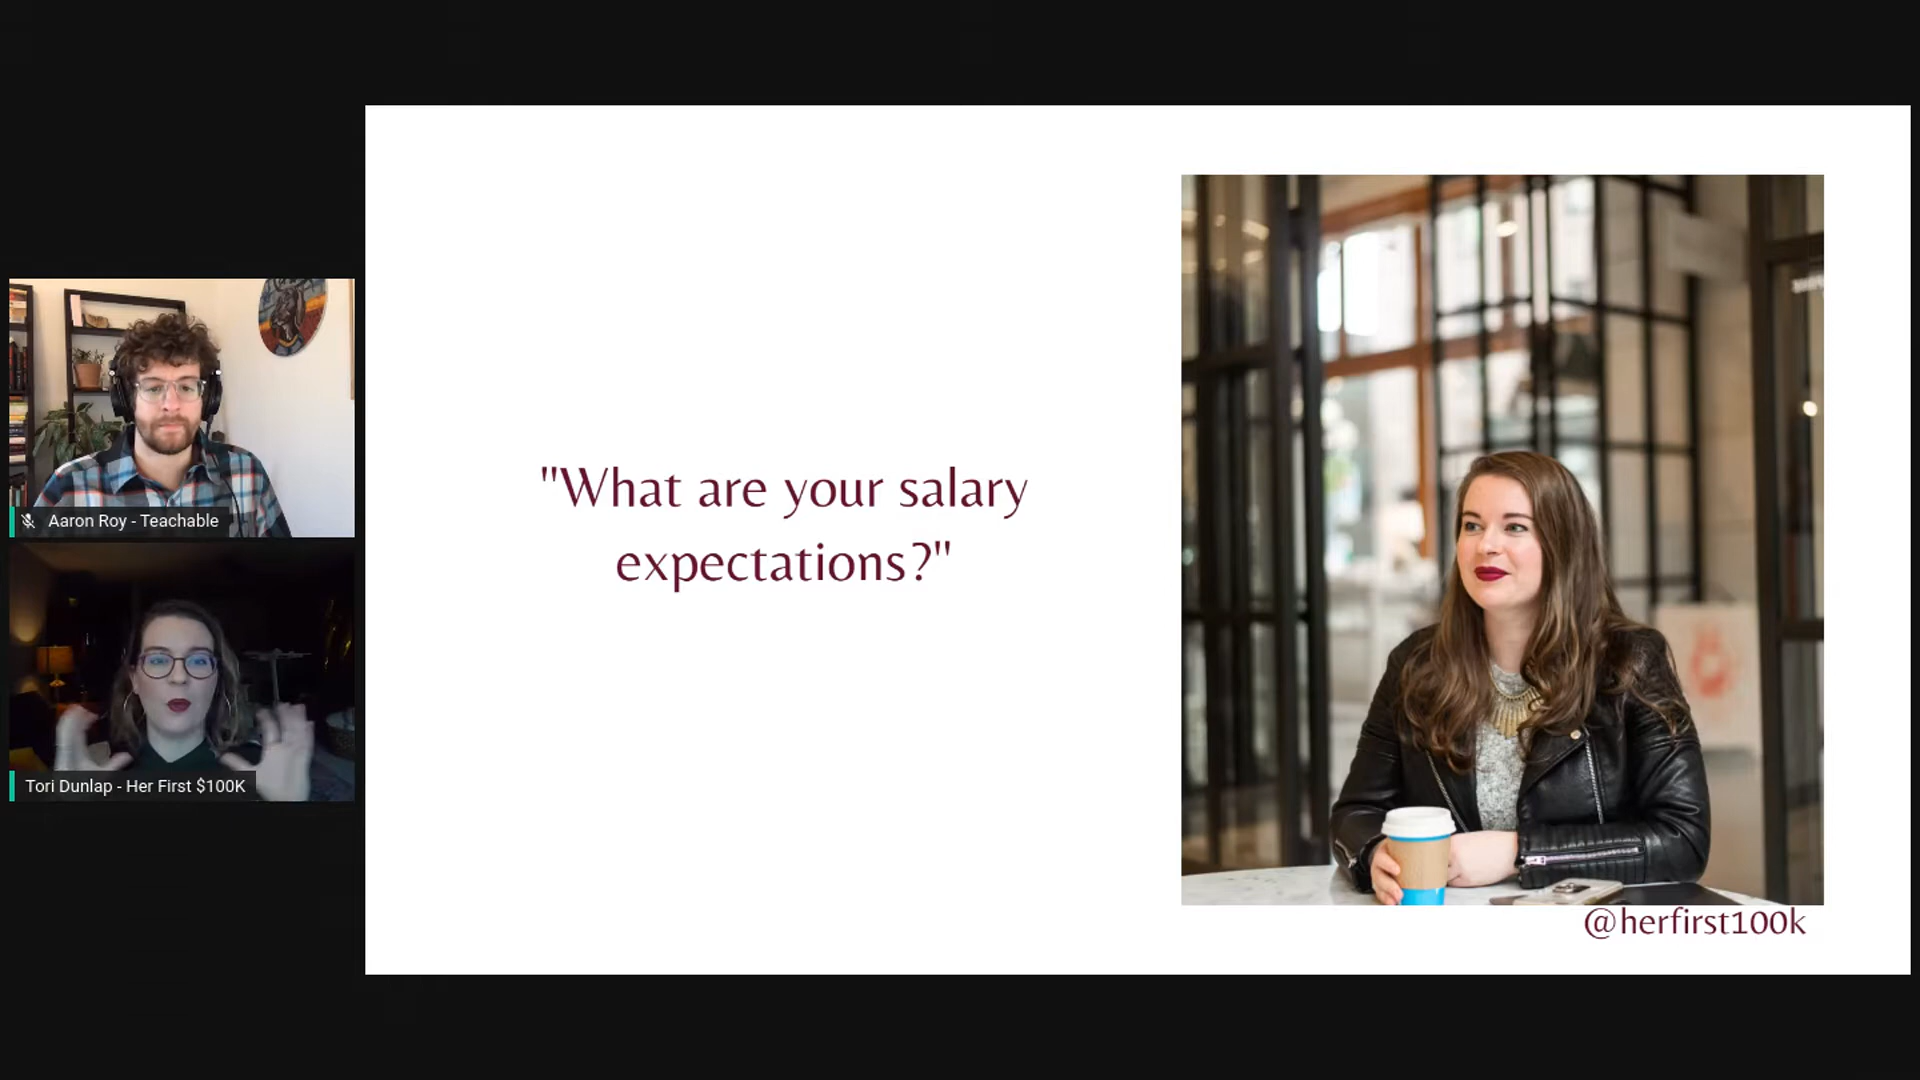 Aaron Roy - Teachable
Tori Dunlap - Her First $100K
"What are your salary
expectations?"
@herfirst100k